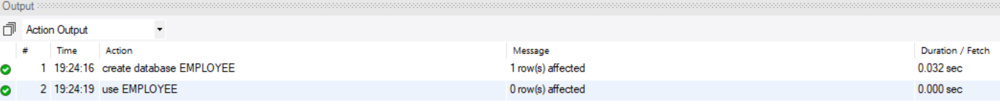 Output
Action Output
# Time Action Message Duration / Fetch
1 19:24:16 create database EMPLOYEE 1 row(s) affected 0.032 sec
2 19:24:19 use EMPLOYEE 0 row(s) affected 0.000 sec